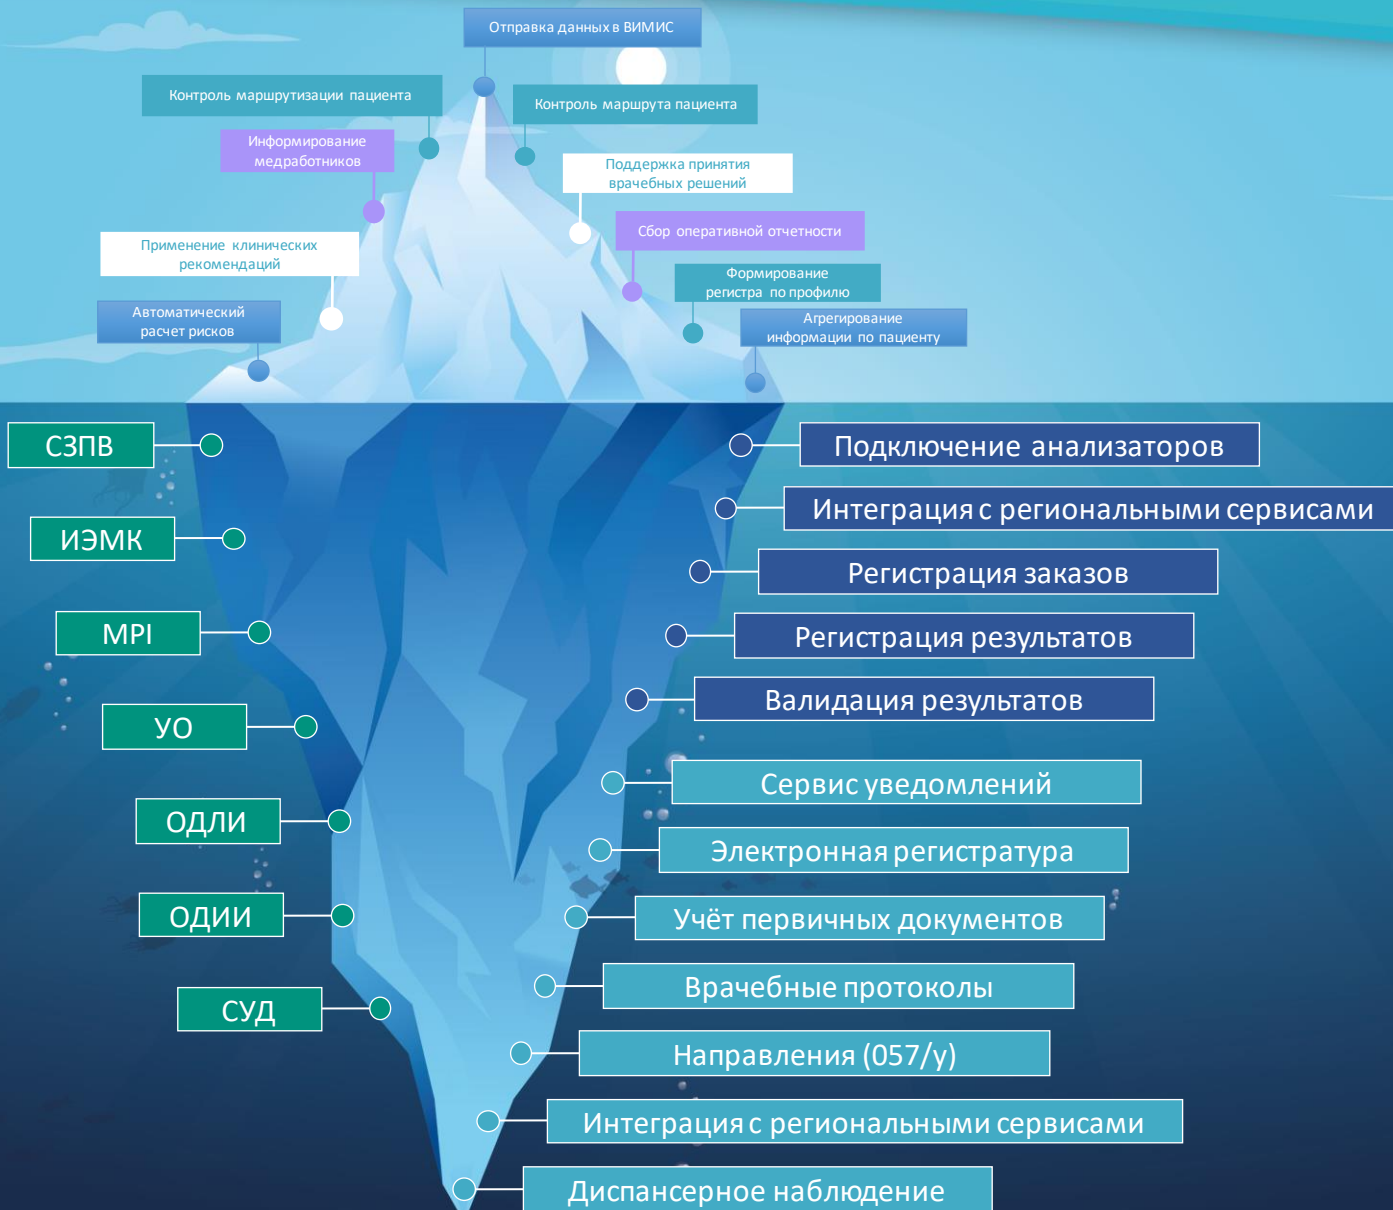 Отправка данных в ВИМИС
Контроль маршрутизации пациента
Контроль маршрута пациента
Информирование
медработников
Поддержка принятия
врачебных решений
Применение клинических
рекомендаций
Сбор оперативной отчетности
Формирование
регистра по профилю
Автоматический
расчет рисков
Агрегирование
информации по пациенту
СЗПВ
ИЭМК
MPI
УО
ОДЛИ
ОДИИ
СУД
Подключение анализаторов
Интеграция с региональными сервисами
Регистрация заказов
Регистрация результатов
Валидация результатов
Сервис уведомлений
Электронная регистратура
Учёт первичных документов
Врачебные протоколы
Направления (057/у)
Интеграция с региональными сервисами
Диспансерное наблюдение